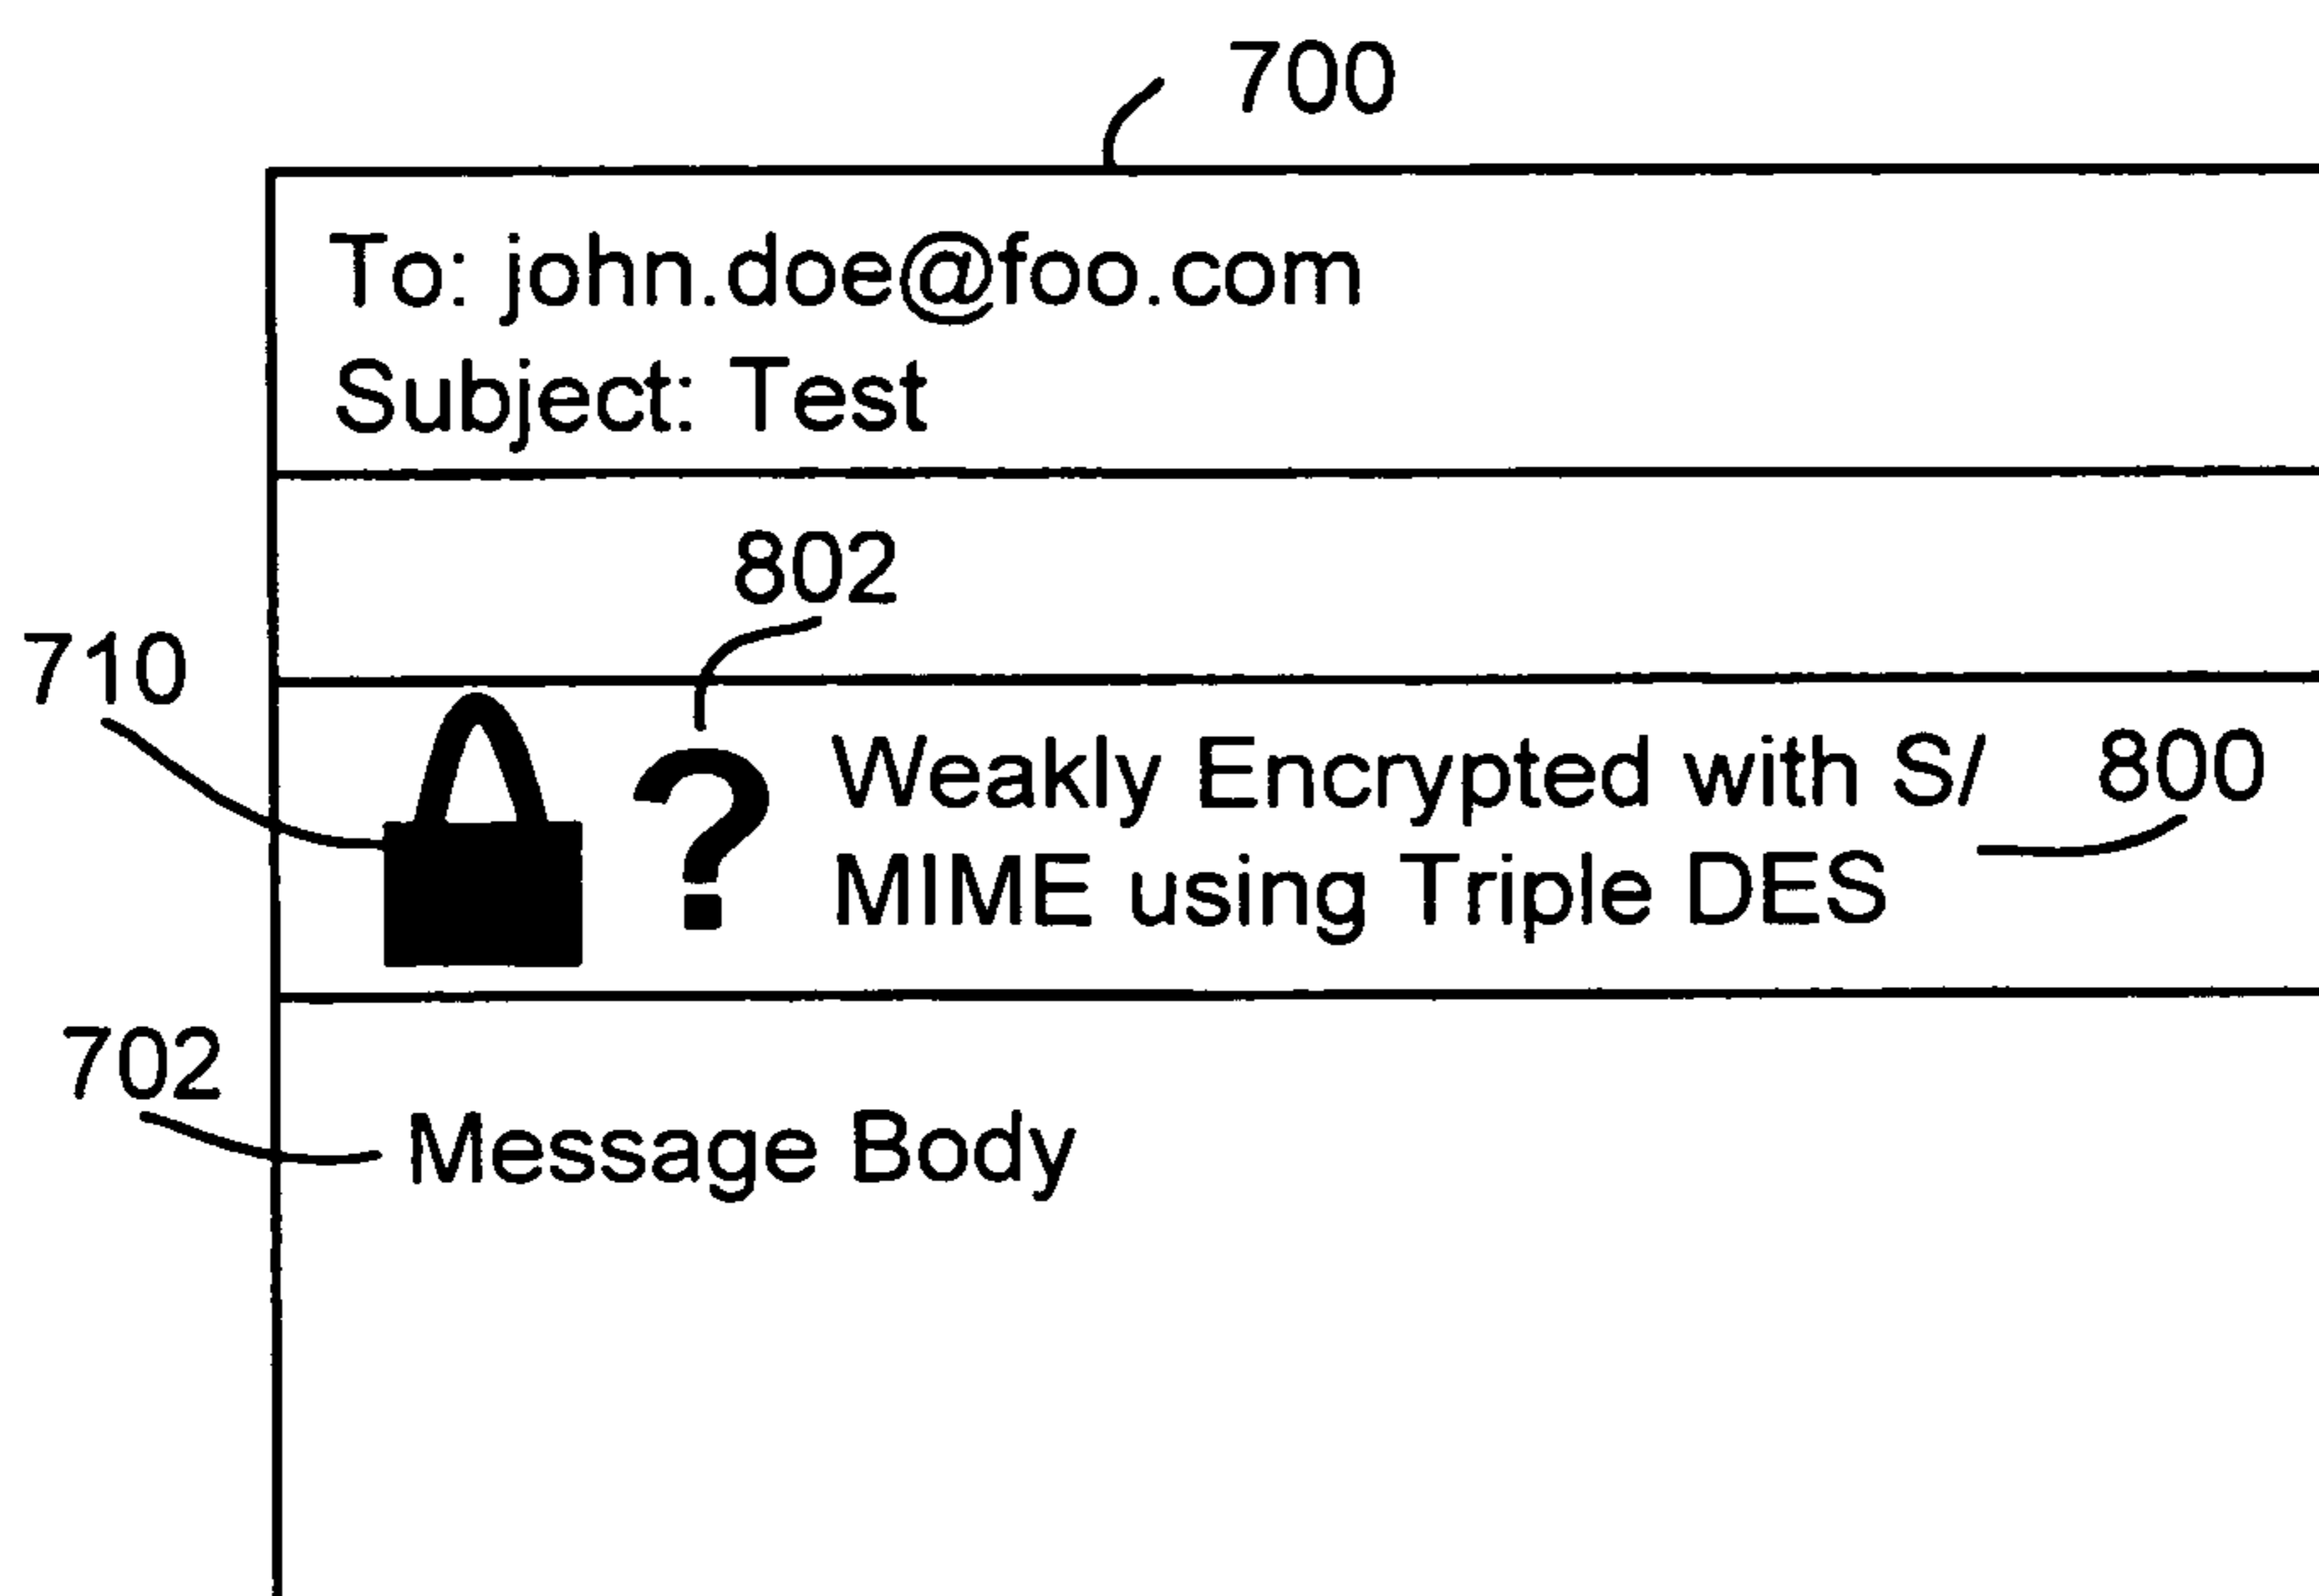 700
To: john.doe@foo.com
Subject: Test
802
710
? Weakly Encrypted with S/ 800
MIME using Triple DES
702
Message Body